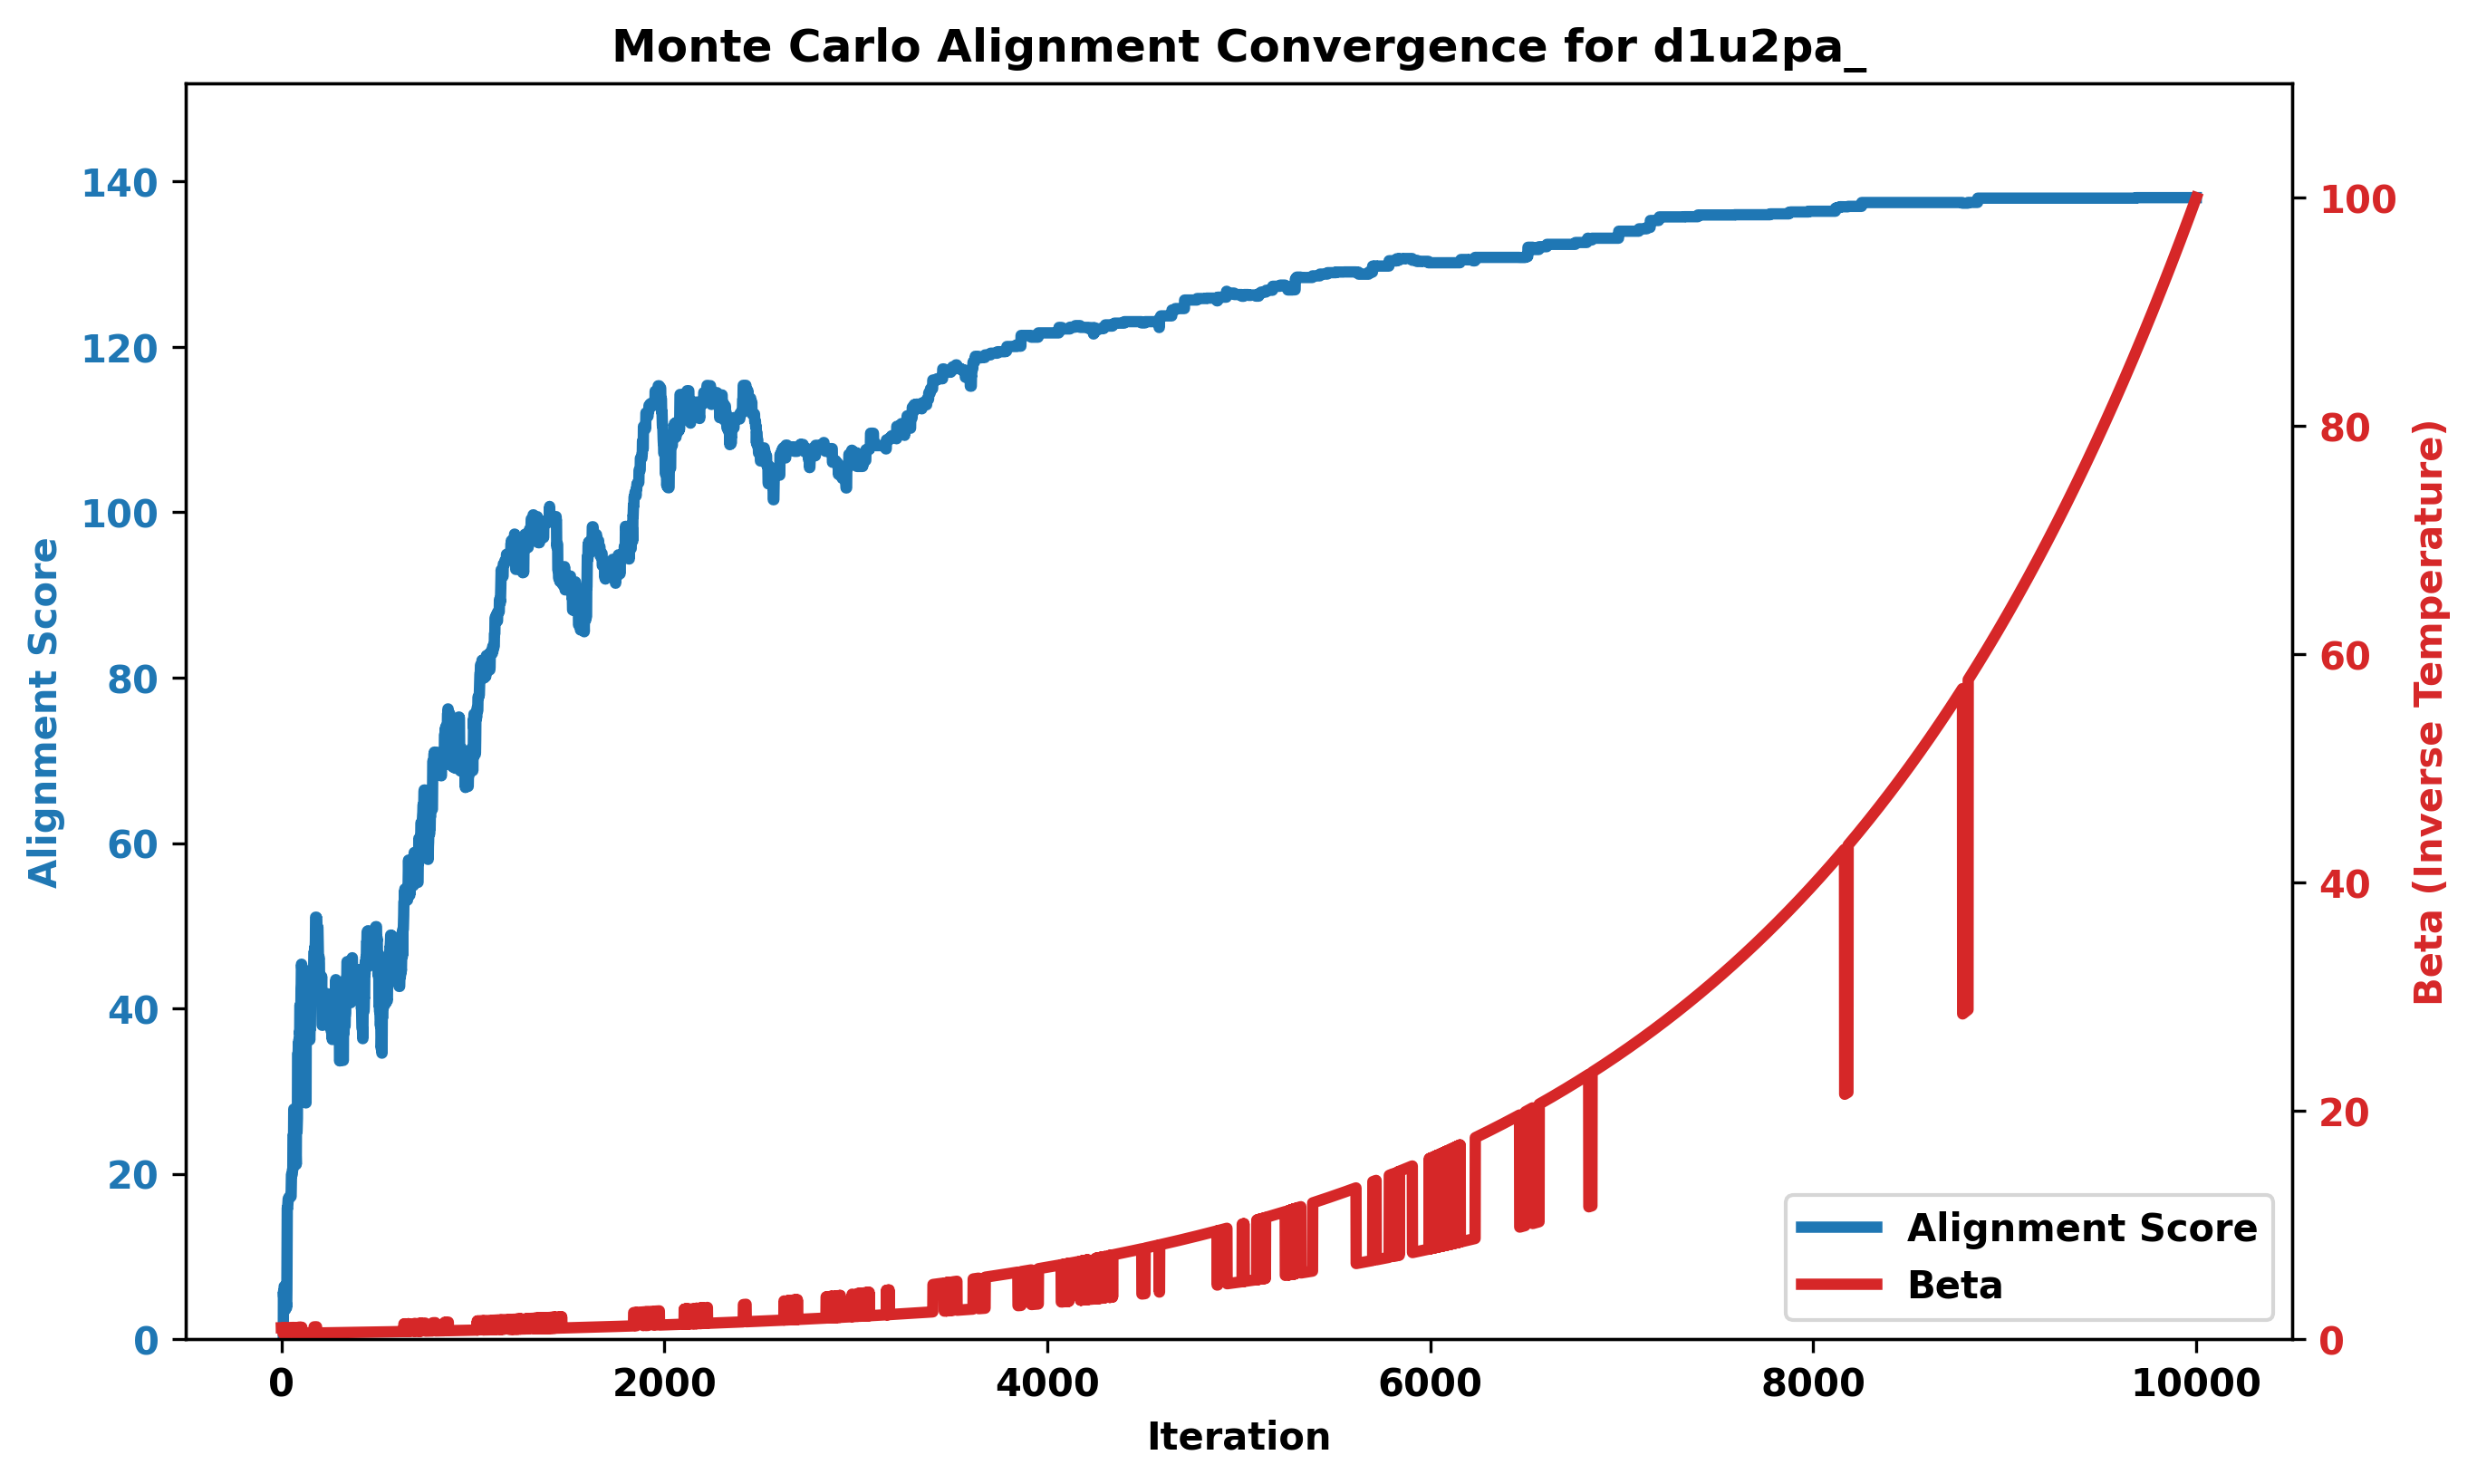 Monte Carlo Alignment Convergence for d1u2pa_
Alignment Score
140
120
100
80
60
40
20
0
100
80
60
40
20
0
Beta (Inverse Temperature)
Alignment Score
Beta
0 2000 4000 6000 8000 10000
Iteration